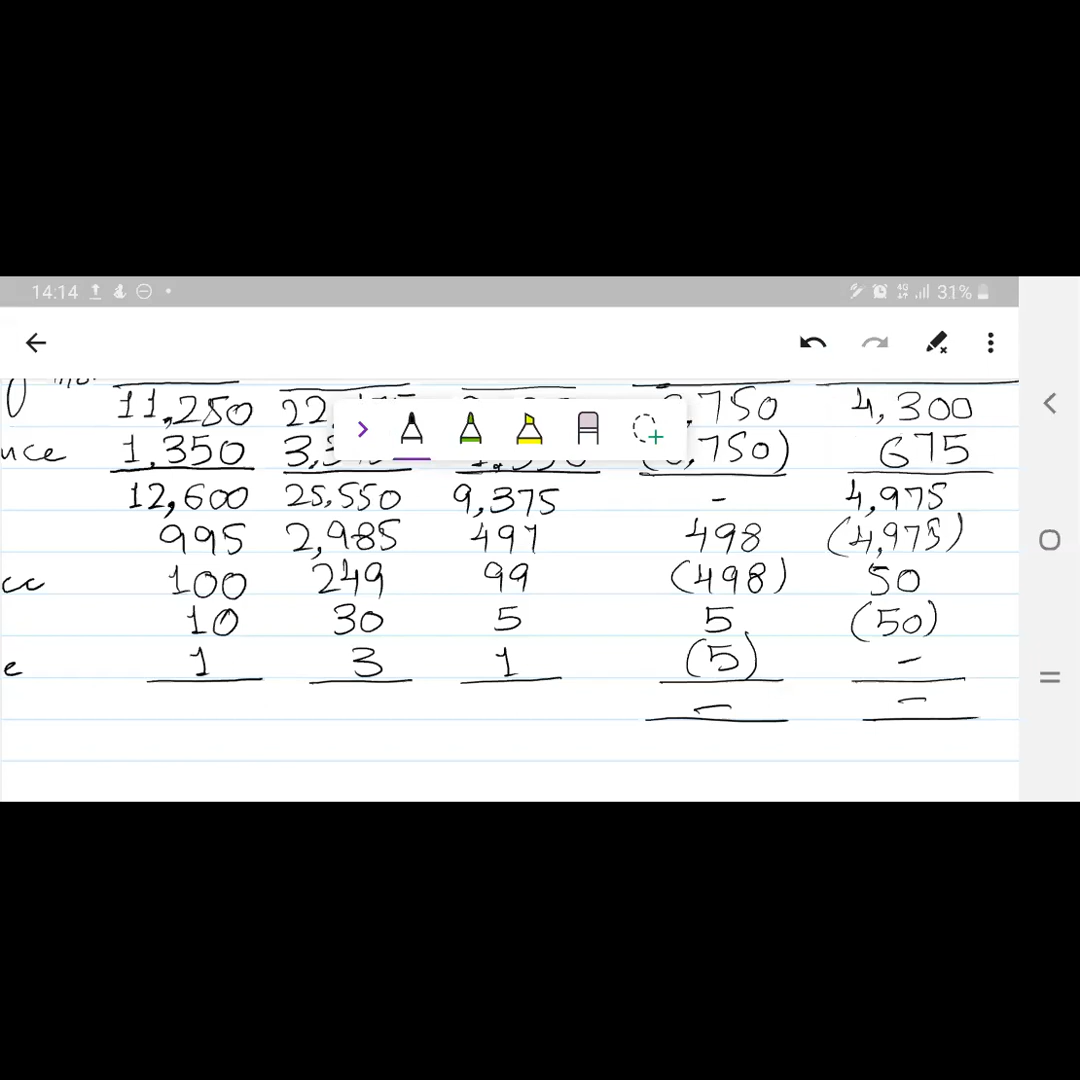 14:14 4G 31%
11,250 22, ,750 4,300
1,350 ,750) 675
12,600 25,550 9,375 - 4,975
995 2,985 497 498 (4,975)
cc 100 249 99 (498) 50
10 30 5 5 (50)
e 1 3 1 (5) -
- -